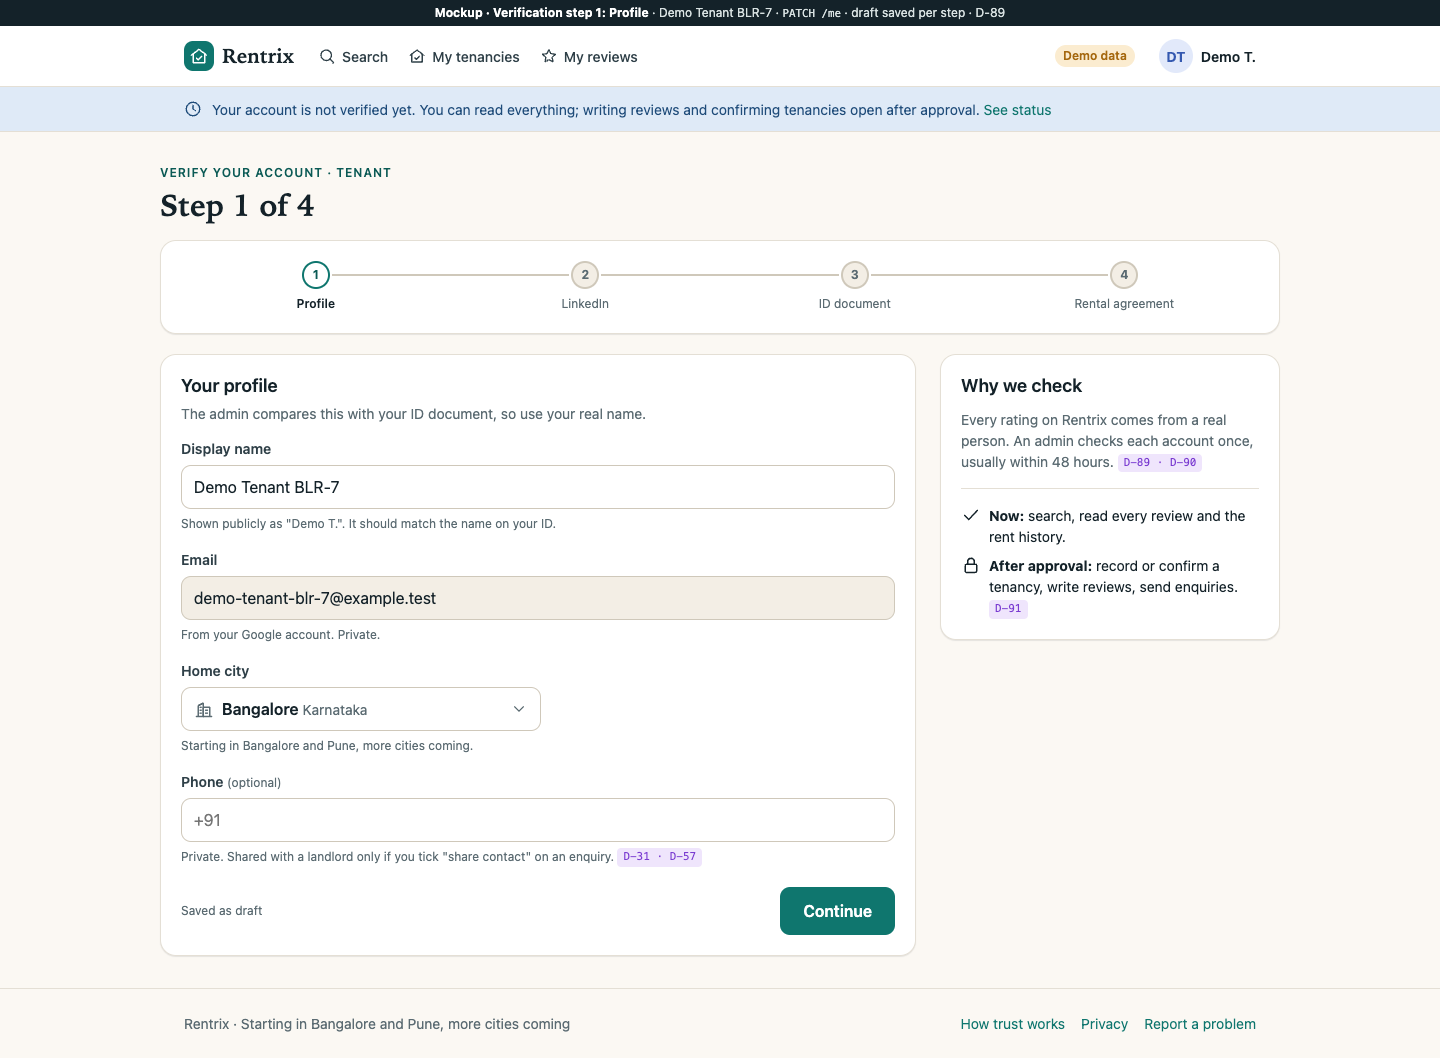 Mockup · Verification step 1: Profile · Demo Tenant BLR-7 · PATCH /me · draft saved per step · D-89
Rentrix
Search
My tenancies
My reviews
Demo data
DT
Demo T.
Your account is not verified yet. You can read everything; writing reviews and confirming tenancies open after approval. See status
VERIFY YOUR ACCOUNT · TENANT
Step 1 of 4
1
2
3
4
Profile
LinkedIn
ID document
Rental agreement
Your profile
The admin compares this with your ID document, so use your real name.
Display name
Demo Tenant BLR-7
Shown publicly as "Demo T.". It should match the name on your ID.
Email
demo-tenant-blr-7@example.test
From your Google account. Private.
Home city
Bangalore Karnataka
Starting in Bangalore and Pune, more cities coming.
Phone (optional)
+91
Private. Shared with a landlord only if you tick "share contact" on an enquiry. D-31 · D-57
Saved as draft
Continue
Why we check
Every rating on Rentrix comes from a real
person. An admin checks each account once,
usually within 48 hours. D-89 · D-90
Now: search, read every review and the
rent history.
After approval: record or confirm a
tenancy, write reviews, send enquiries.
D-91
Rentrix · Starting in Bangalore and Pune, more cities coming
How trust works
Privacy
Report a problem